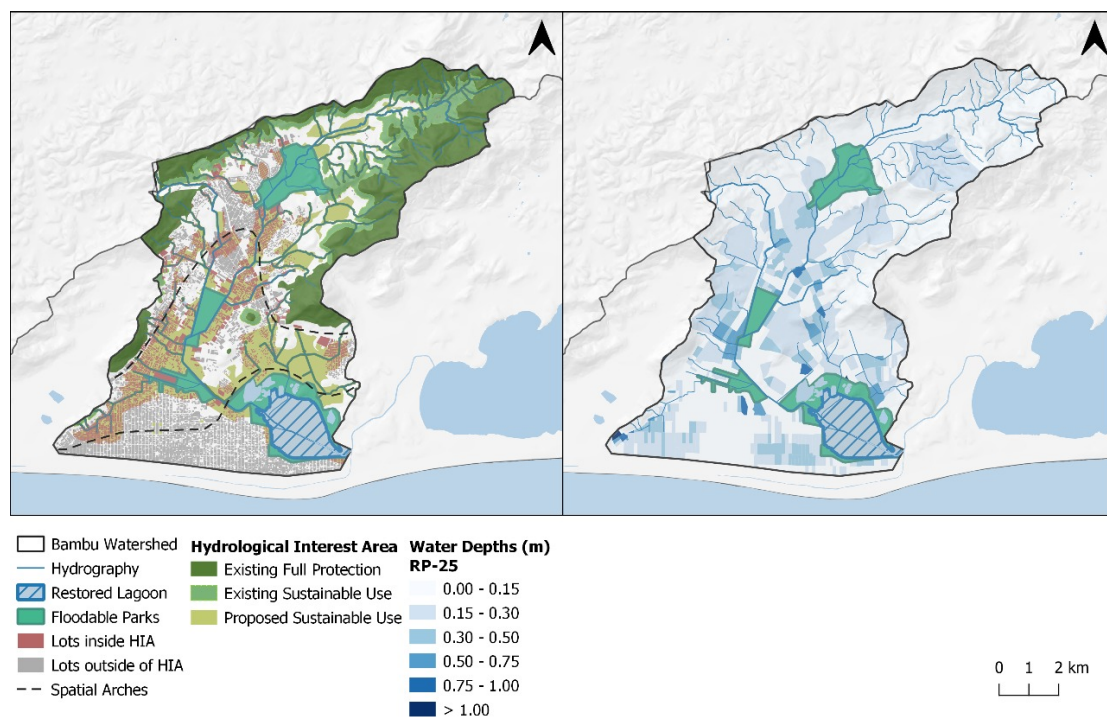 Bambu Watershed
Hydrography
Restored Lagoon
Floodable Parks
Lots inside HIA
Lots outside of HIA
Spatial Arches
Hydrological Interest Area
Existing Full Protection
Existing Sustainable Use
Proposed Sustainable Use
Water Depths (m)
RP-25
0.00 - 0.15
0.15 - 0.30
0.30 - 0.50
0.50 - 0.75
0.75 - 1.00
> 1.00
0 1 2 km